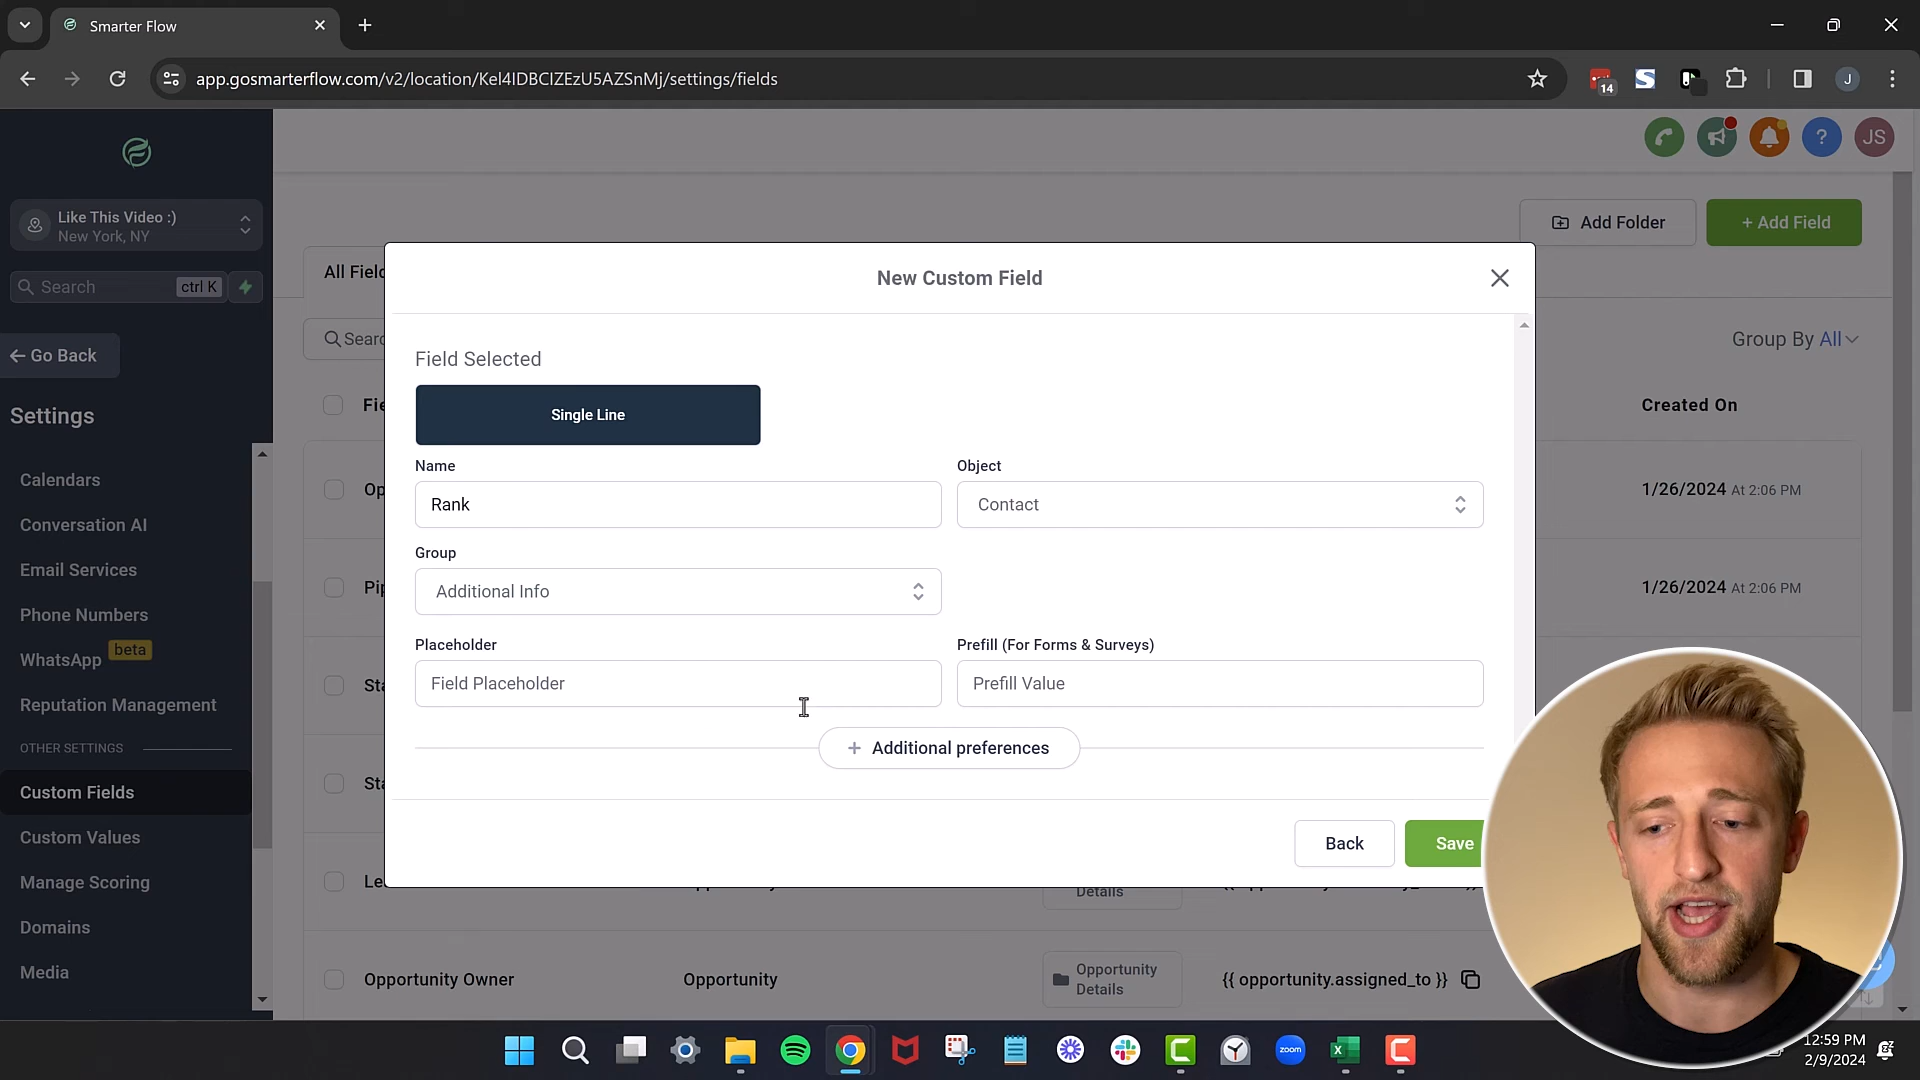 Smarter Flow
app.gosmarterflow.com/v2/location/Kel4IDBCIZEzU5AZSnMj/settings/fields
14
J
JS
Like This Video :)
New York, NY
Search
ctrl K
Go Back
Settings
Calendars
Conversation AI
Email Services
Phone Numbers
WhatsApp beta
Reputation Management
OTHER SETTINGS
Custom Fields
Custom Values
Manage Scoring
Domains
Media
Add Folder
+ Add Field
Group By All
Created On
1/26/2024 At 2:06 PM
1/26/2024 At 2:06 PM
New Custom Field
Field Selected
Single Line
Name
Object
Rank
Contact
Group
Additional Info
Placeholder
Prefill (For Forms & Surveys)
Field Placeholder
Prefill Value
+ Additional preferences
Back
Save
Details
Opportunity Owner
Opportunity
Opportunity
Details
{{ opportunity.assigned_to }}
zoom
12:59 PM
2/9/2024